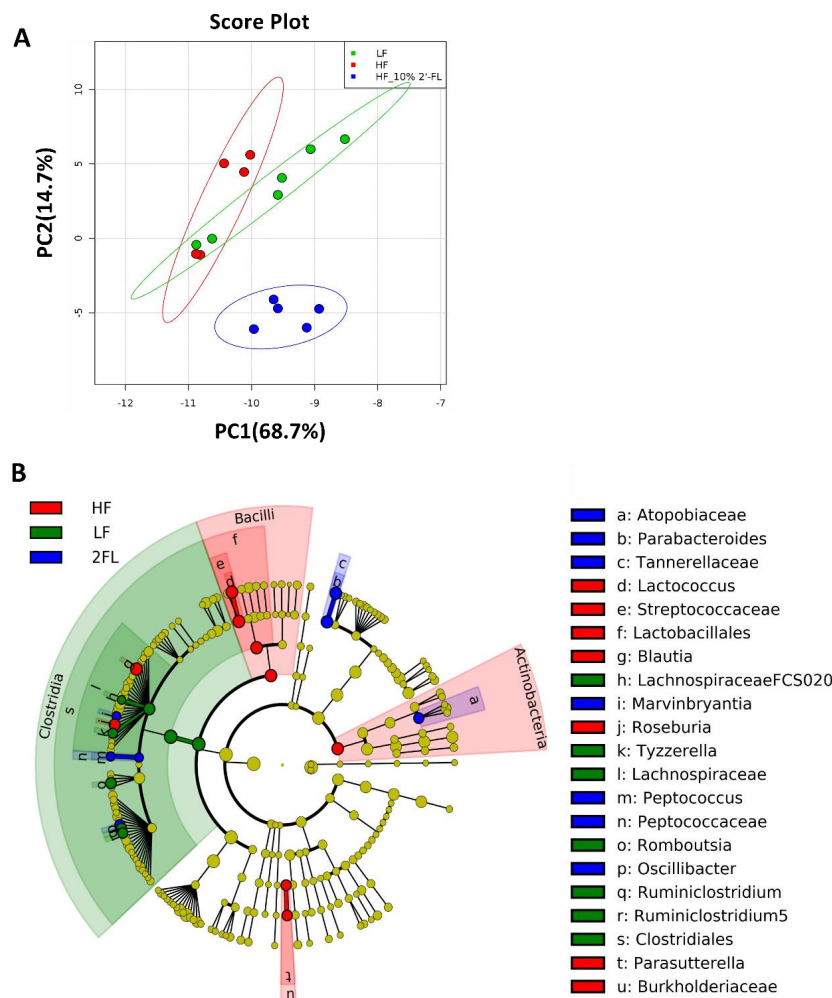 A
Score Plot
LF
HF
HF_10% 2'-FL
10
5
0
-5
PC2(14.7%)
-12 -11 -10 -9 -8 -7
PC1(68.7%)
B
HF
LF
2FL
Bacilli
f
e
d
c
b
Actinobacteria
a
Clostridia
s
g
l
j
k
n m
o
t
u
a: Atopobiaceae
b: Parabacteroides
c: Tannerellaceae
d: Lactococcus
e: Streptococcaceae
f: Lactobacillales
g: Blautia
h: LachnospiraceaeFCS020
i: Marvinbryantia
j: Roseburia
k: Tyzzerella
l: Lachnospiraceae
m: Peptococcus
n: Peptococcaceae
o: Romboutsia
p: Oscillibacter
q: Ruminiclostridium
r: Ruminiclostridium5
s: Clostridiales
t: Parasutterella
u: Burkholderiaceae